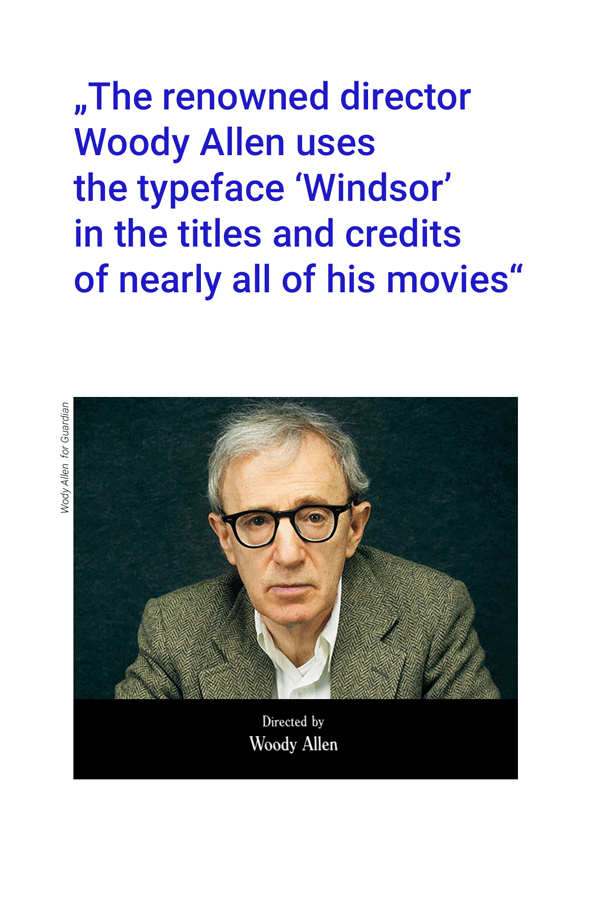 „The renowned director
Woody Allen uses
the typeface ‘Windsor’
in the titles and credits
of nearly all of his movies“
Wody Allen for Guardian
Directed by
Woody Allen